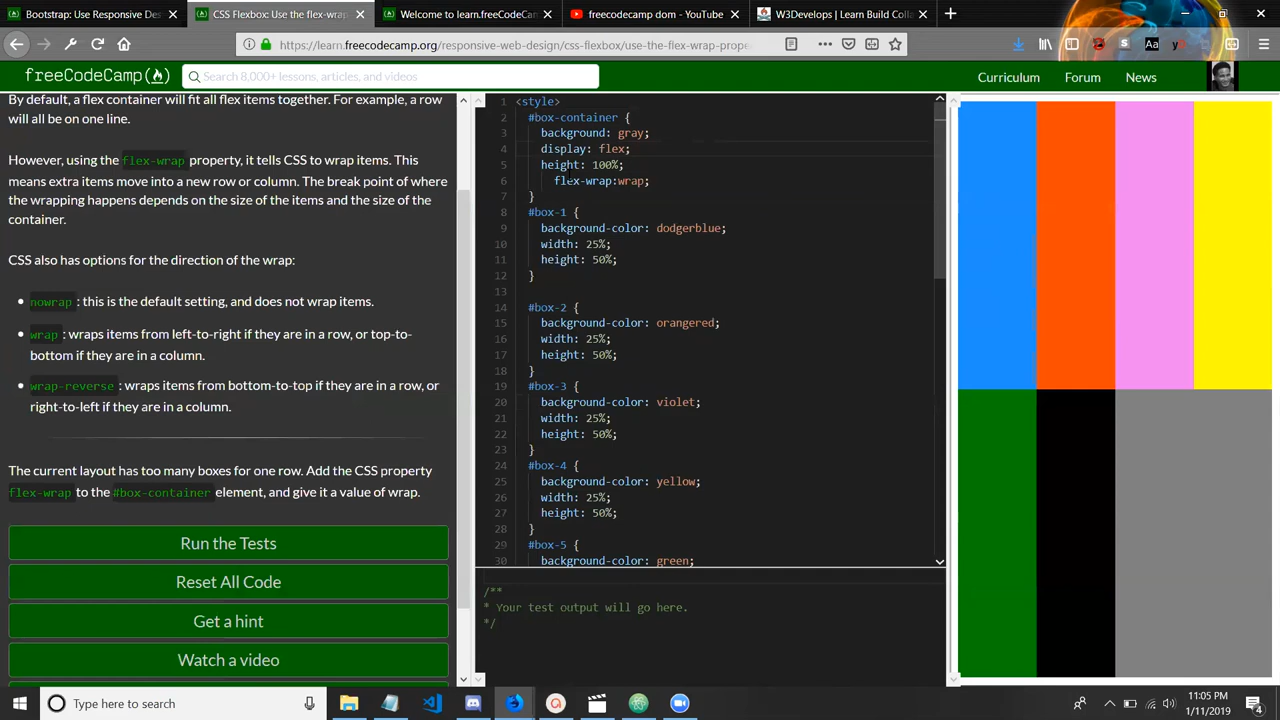 Bootstrap: Use Responsive Des
CSS Flexbox: Use the flex-wrap
Welcome to learn.freeCodeCam
freecodecamp dom - YouTube
W3Develops | Learn Build Colla
https://learn.freecodecamp.org/responsive-web-design/css-flexbox/use-the-flex-wrap-prope
freeCodeCamp
Search 8,000+ lessons, articles, and videos
Curriculum
Forum
News
By default, a flex container will fit all flex items together. For example, a row
will all be on one line.
However, using the flex-wrap property, it tells CSS to wrap items. This
means extra items move into a new row or column. The break point of where
the wrapping happens depends on the size of the items and the size of the
container.
CSS also has options for the direction of the wrap:
nowrap : this is the default setting, and does not wrap items.
wrap : wraps items from left-to-right if they are in a row, or top-to-
bottom if they are in a column.
wrap-reverse : wraps items from bottom-to-top if they are in a row, or
right-to-left if they are in a column.
The current layout has too many boxes for one row. Add the CSS property
flex-wrap to the #box-container element, and give it a value of wrap.
Run the Tests
Reset All Code
Get a hint
Watch a video
1 <style>
2 #box-container {
3 background: gray;
4 display: flex;
5 height: 100%;
6 flex-wrap:wrap;
7 }
8 #box-1 {
9 background-color: dodgerblue;
10 width: 25%;
11 height: 50%;
12 }
13
14 #box-2 {
15 background-color: orangered;
16 width: 25%;
17 height: 50%;
18 }
19 #box-3 {
20 background-color: violet;
21 width: 25%;
22 height: 50%;
23 }
24 #box-4 {
25 background-color: yellow;
26 width: 25%;
27 height: 50%;
28 }
29 #box-5 {
30 background-color: green;
/**
* Your test output will go here.
*/
Type here to search
11:05 PM
1/11/2019
4